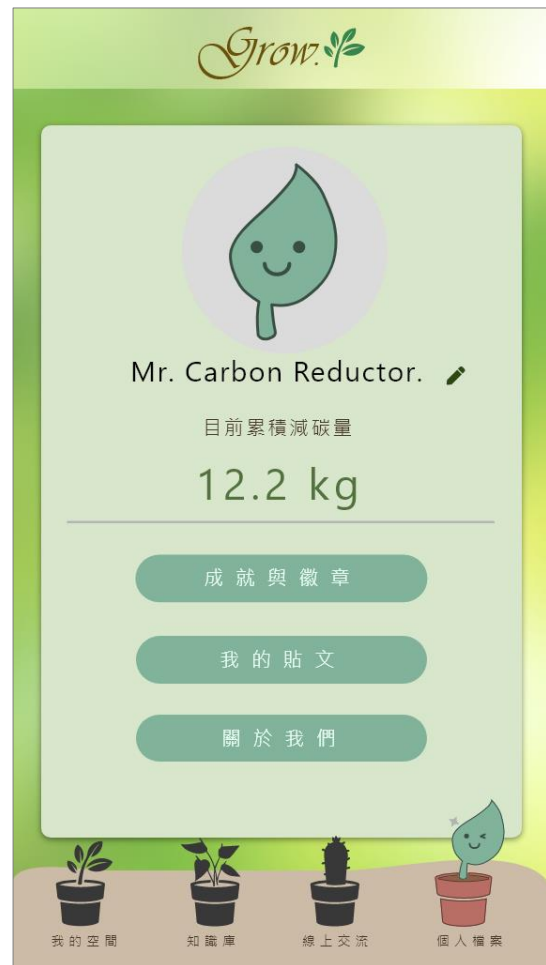 Grow.
Mr. Carbon Reductor.
目前累積減碳量
12.2 kg
成就與徽章
我的貼文
關於我們
我的空間 知識庫 線上交流 個人檔案